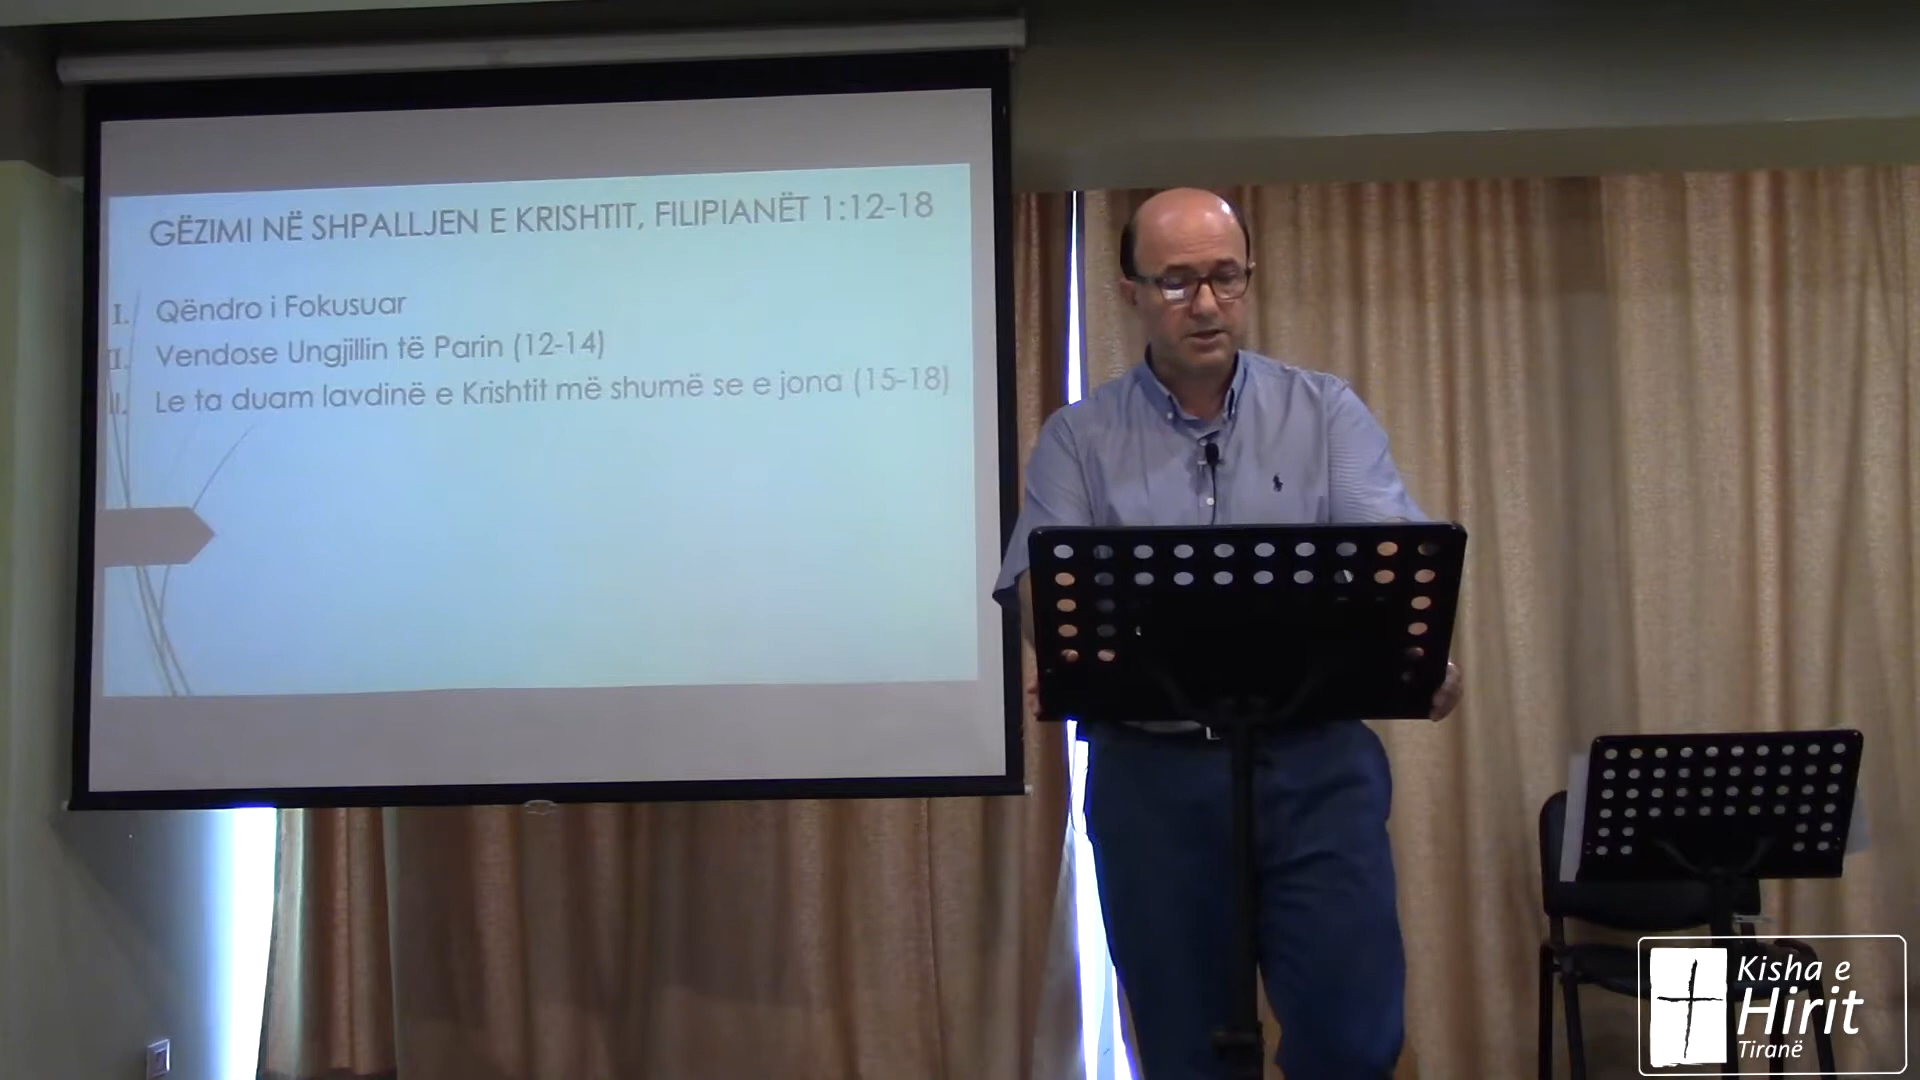 GËZIMI NË SHPALLJEN E KRISHTIT, FILIPIANËT 1:12-18
I. Qëndro i Fokusuar
II. Vendose Ungjillin të Parin (12-14)
II. Le ta duam lavdinë e Krishtit më shumë se e jona (15-18)
Kisha e
Hirit
Tiranë